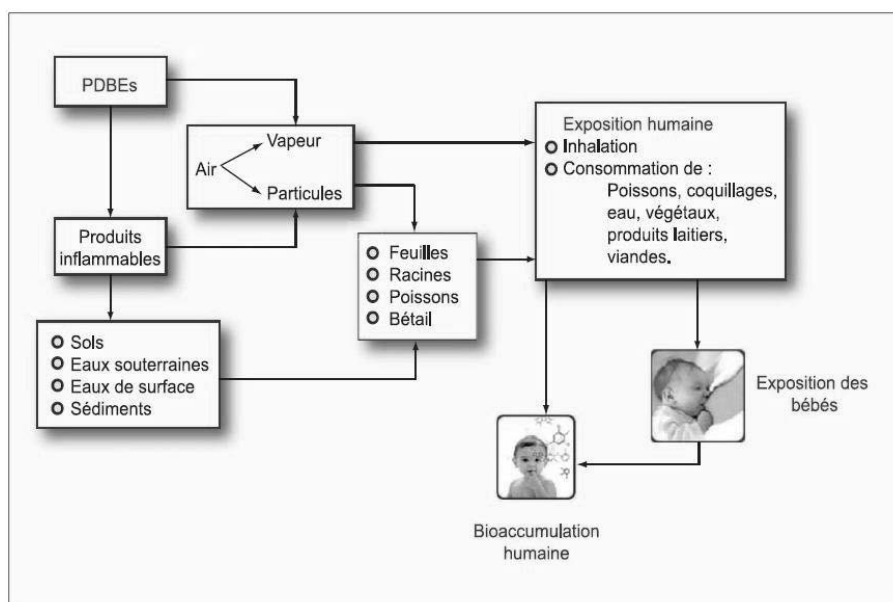 PDBEs
Vapeur
Air
Particules
Produits
inflammables
Sols
Eaux souterraines
Eaux de surface
Sédiments
Feuilles
Racines
Poissons
Bétail
Exposition humaine
Inhalation
Consommation de :
Poissons, coquillages,
eau, végétaux,
produits laitiers,
viandes.
Exposition des
bébés
Bioaccumulation
humaine